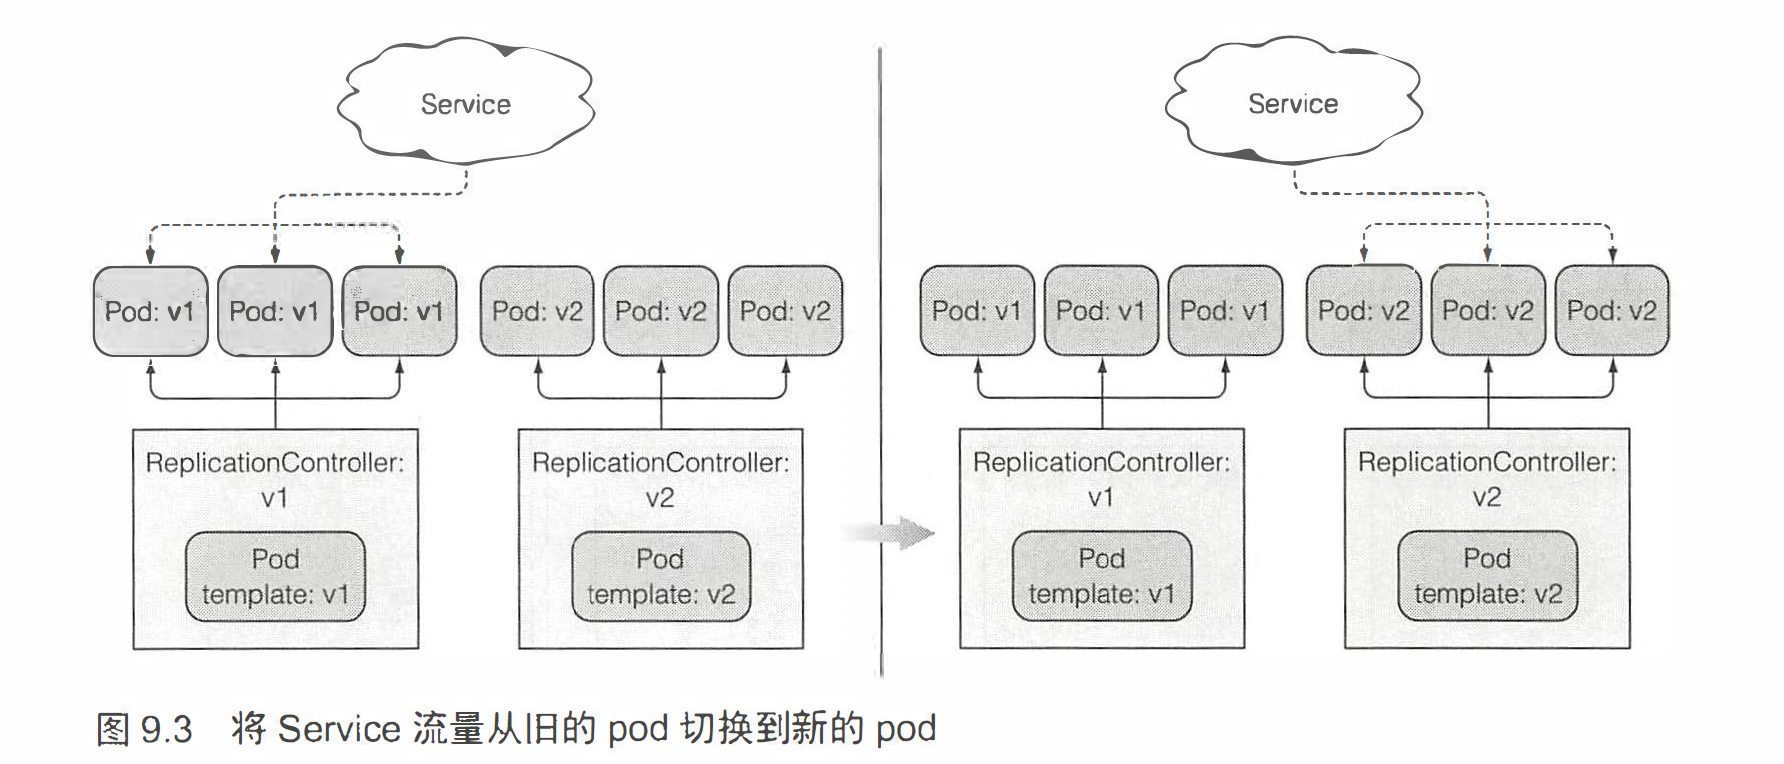 Service
Pod: v1
Pod: v1
Pod: v1
Pod: v2
Pod: v2
Pod: v2
ReplicationController:
v1
Pod
template: v1
ReplicationController:
v2
Pod
template: v2
Service
Pod: v1
Pod: v1
Pod: v1
Pod: v2
Pod: v2
Pod: v2
ReplicationController:
v1
Pod
template: v1
ReplicationController:
v2
Pod
template: v2
图 9.3 将 Service 流量从旧的 pod 切换到新的 pod